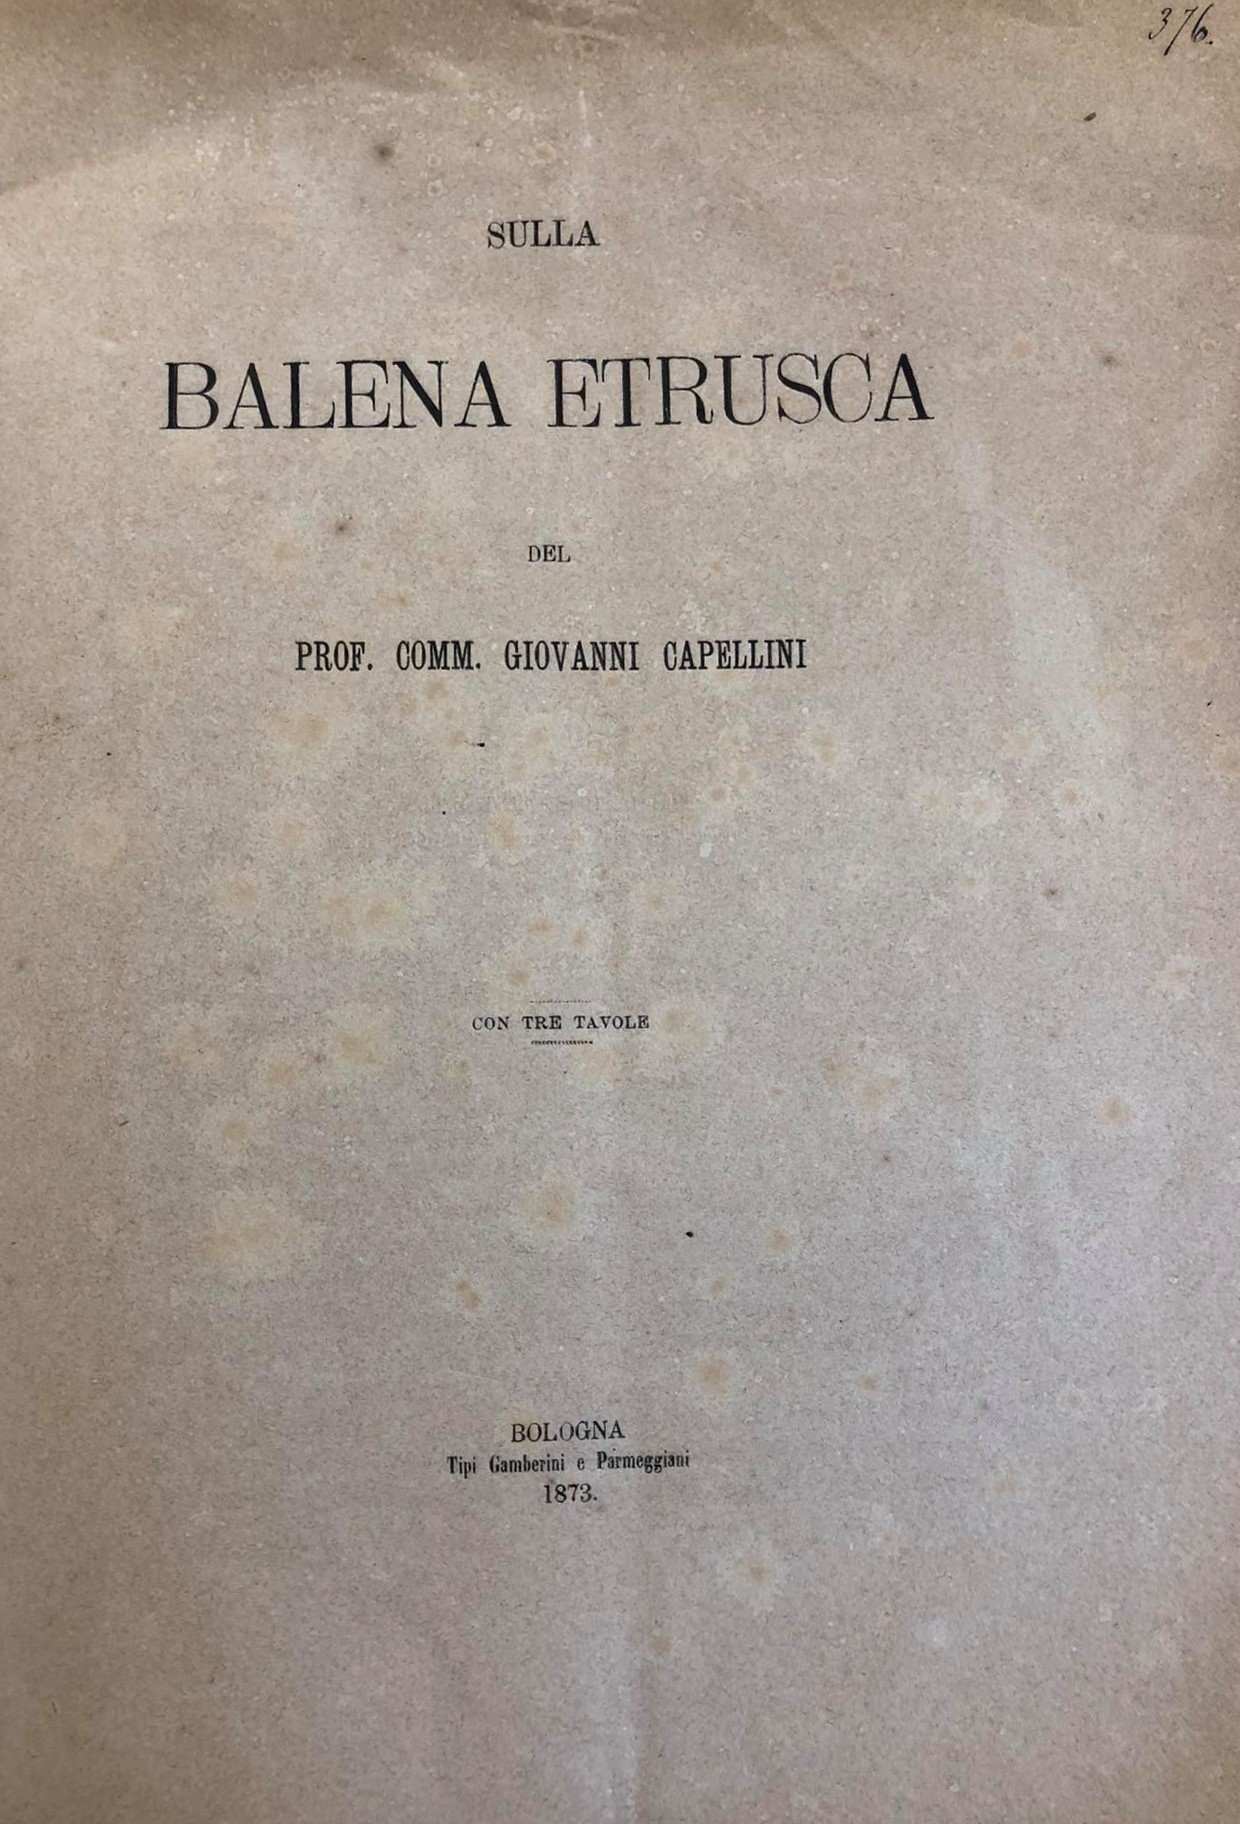 376.
SULLA
BALENA ETRUSCA
DEL
PROF. COMM. GIOVANNI CAPELLINI
CON TRE TAVOLE
BOLOGNA
Tipi Gamberini e Parmeggiani
1873.